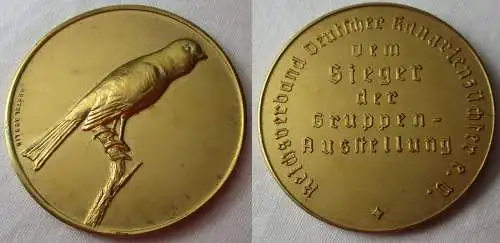 Reichsverband Deutscher Kanarienzüchter e.V.
Dem
Sieger
der
Gruppen-
Ausstellung